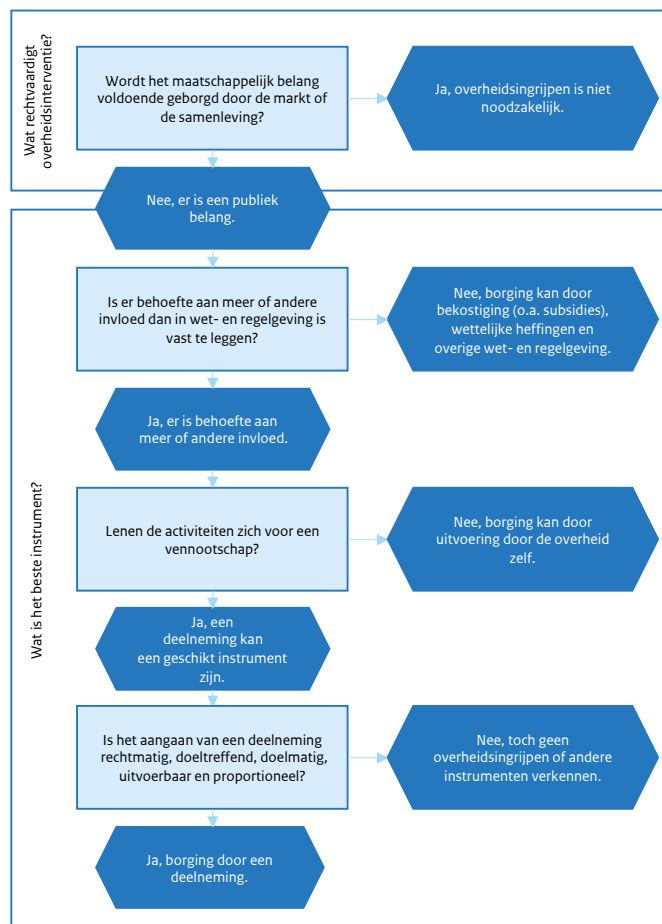 Wat rechtvaardigt
overheidsinterventie?
Wordt het maatschappelijk belang
voldoende geborgd door de markt of
de samenleving?
Ja, overheidsingrijpen is niet
noodzakelijk.
Nee, er is een publiek
belang.
Wat is het beste instrument?
Is er behoefte aan meer of andere
invloed dan in wet- en regelgeving is
vast te leggen?
Nee, borging kan door
bekostiging (o.a. subsidies),
wettelijke heffingen en
overige wet- en regelgeving.
Ja, er is behoefte aan
meer of andere invloed.
Lenen de activiteiten zich voor een
vennootschap?
Nee, borging kan door
uitvoering door de overheid
zelf.
Ja, een
deelneming kan
een geschikt instrument
zijn.
Is het aangaan van een deelneming
rechtmatig, doeltreffend, doelmatig,
uitvoerbaar en proportioneel?
Nee, toch geen
overheidsingrijpen of andere
instrumenten verkennen.
Ja, borging door een
deelneming.